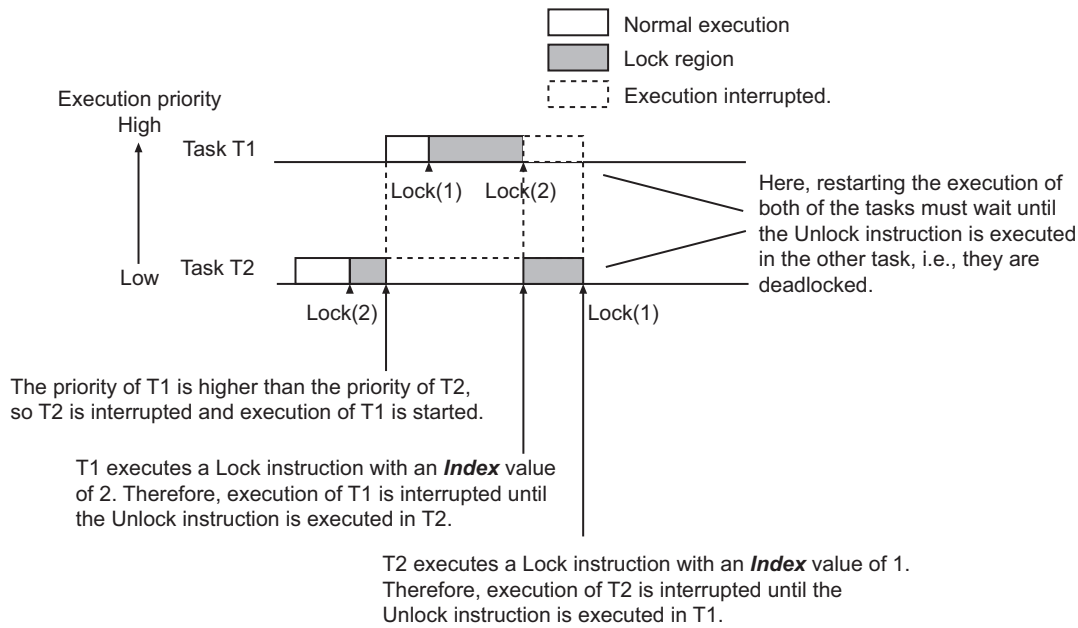 Normal execution
Lock region
Execution interrupted.
Execution priority
High
Task T1
Lock(1)
Lock(2)
Here, restarting the execution of
both of the tasks must wait until
the Unlock instruction is executed
in the other task, i.e., they are
deadlocked.
Low
Task T2
Lock(2)
Lock(1)
The priority of T1 is higher than the priority of T2,
so T2 is interrupted and execution of T1 is started.
T1 executes a Lock instruction with an Index value
of 2. Therefore, execution of T1 is interrupted until
the Unlock instruction is executed in T2.
T2 executes a Lock instruction with an Index value of 1.
Therefore, execution of T2 is interrupted until the
Unlock instruction is executed in T1.